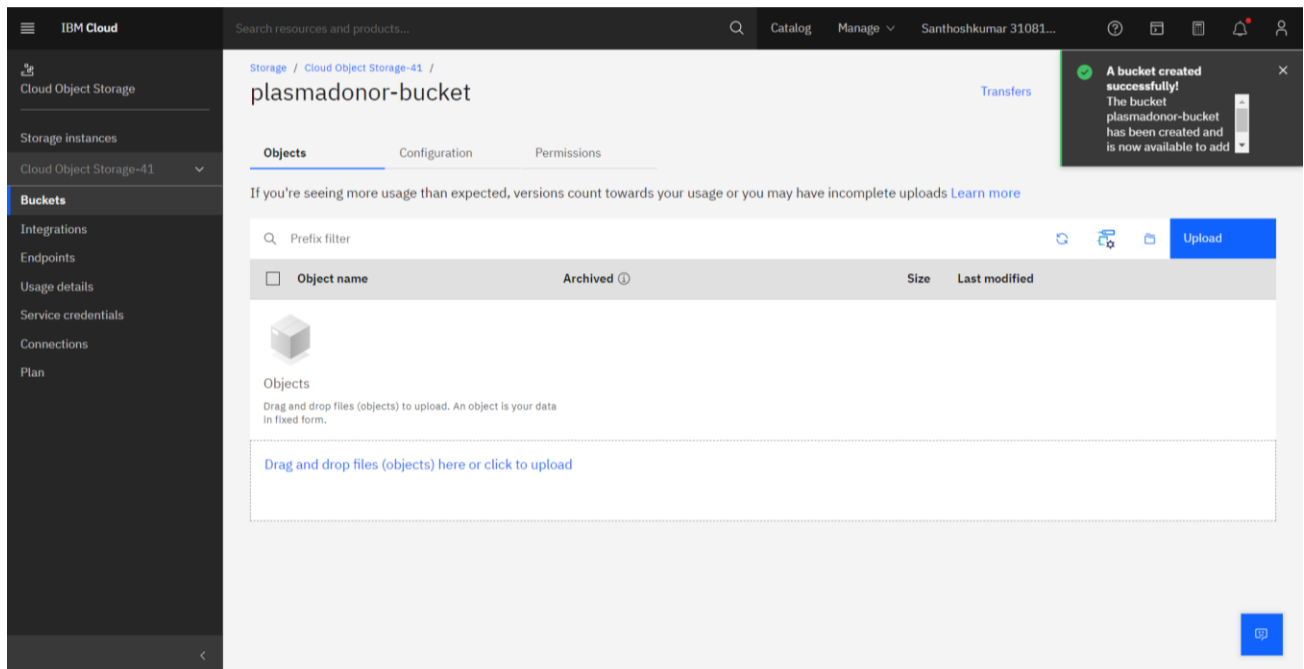 IBM Cloud
Search resources and products...
Catalog
Manage
Santhoshkumar 31081...
Cloud Object Storage
Storage instances
Cloud Object Storage-41
Buckets
Integrations
Endpoints
Usage details
Service credentials
Connections
Plan
Storage / Cloud Object Storage-41 /
plasmadonor-bucket
Transfers
A bucket created
successfully!
The bucket
plasmadonor-bucket
has been created and
is now available to add
Objects
Configuration
Permissions
If you're seeing more usage than expected, versions count towards your usage or you may have incomplete uploads Learn more
Prefix filter
Upload
Object name
Archived
Size
Last modified
Objects
Drag and drop files (objects) to upload. An object is your data
in fixed form.
Drag and drop files (objects) here or click to upload